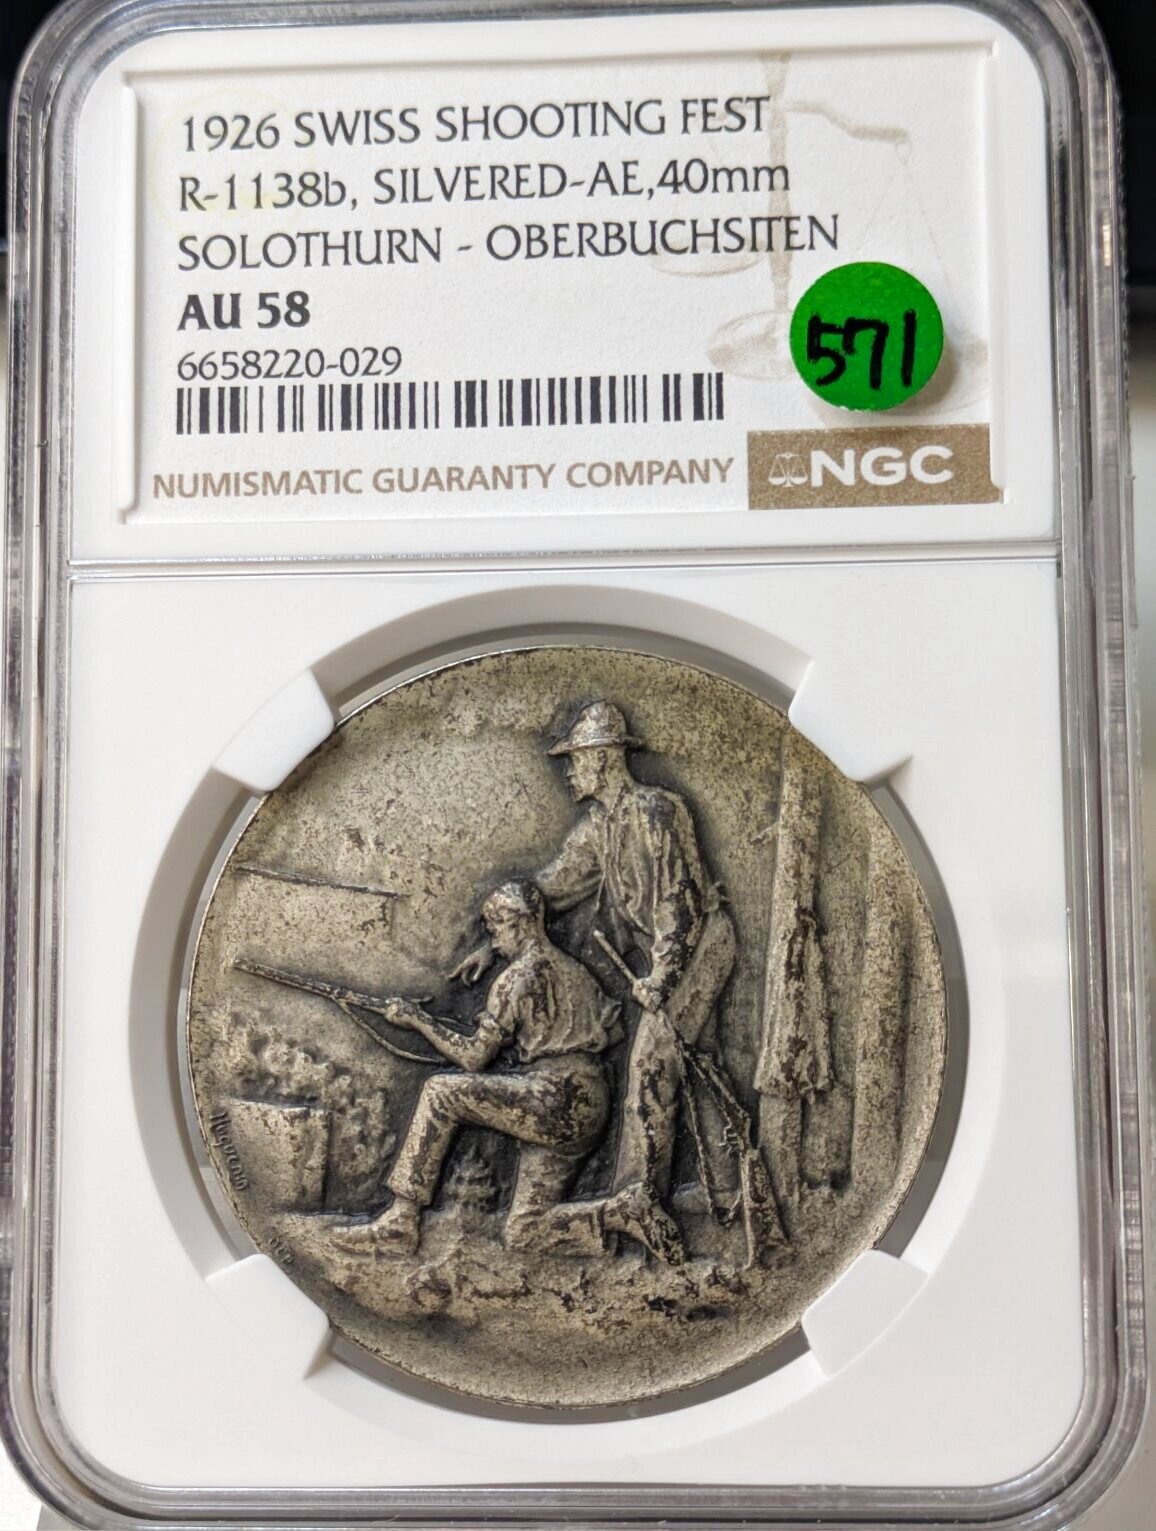 1926 SWISS SHOOTING FEST
R-1138b, SILVERED-AE,40mm
SOLOTHURN - OBERBUCHSITEN
AU 58
6658220-029
571
NUMISMATIC GUARANTY COMPANY
NGC
Huguenin